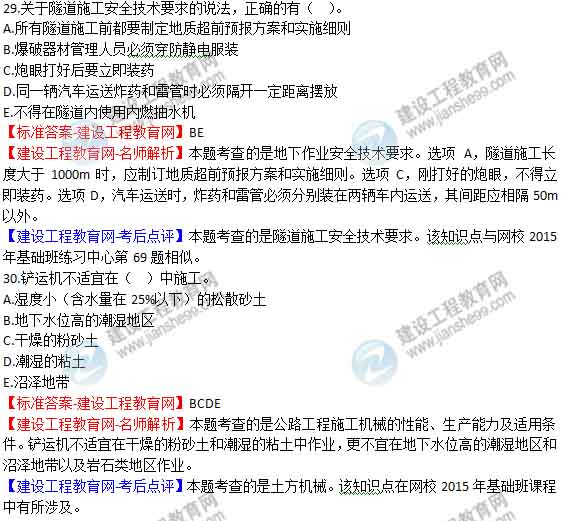 29.关于隧道施工安全技术要求的说法，正确的有（　）。
A.所有隧道施工前都要制定地质超前预报方案和实施细则
B.爆破器材管理人员必须穿防静电服装
C.炮眼打好后要立即装药
D.同一辆汽车运送炸药和雷管时必须隔开一定距离摆放
E.不得在隧道内使用内燃抽水机
【标准答案-建设工程教育网】BE
【建设工程教育网-名师解析】本题考查的是地下作业安全技术要求。选项 A，隧道施工长
度大于 1000m 时，应制订地质超前预报方案和实施细则。选项 C，刚打好的炮眼，不得立
即装药。选项 D，汽车运送时，炸药和雷管必须分别装在两辆车内运送，其间距应相隔 50m
以外。
【建设工程教育网-考后点评】本题考查的是隧道施工安全技术要求。该知识点与网校 2015
年基础班练习中心第 69 题相似。
30.铲运机不适宜在（　）中施工。
A.湿度小（含水量在 25%以下）的松散砂土
B.地下水位高的潮湿地区
C.干燥的粉砂土
D.潮湿的粘土
E.沼泽地带
【标准答案-建设工程教育网】BCDE
【建设工程教育网-名师解析】本题考查的是公路工程施工机械的性能、生产能力及适用条
件。铲运机不适宜在干燥的粉砂土和潮湿的粘土中作业，更不宜在地下水位高的潮湿地区和
沼泽地带以及岩石类地区作业。
【建设工程教育网-考后点评】本题考查的是土方机械。该知识点在网校 2015 年基础班课程
中有所涉及。
建设工程教育网
www.jianshe99.com
建设工程教育网
www.jianshe99.com
建设工程教育网
www.jianshe99.com
建设工程教育网
www.jianshe99.com